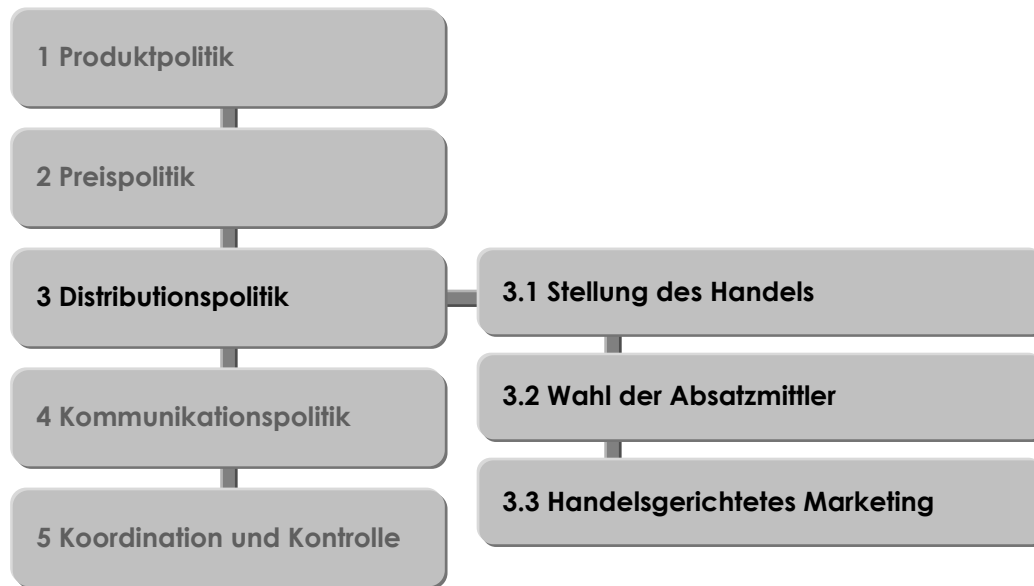 1 Produktpolitik
2 Preispolitik
3 Distributionspolitik
3.1 Stellung des Handels
3.2 Wahl der Absatzmittler
3.3 Handelsgerichtetes Marketing
4 Kommunikationspolitik
5 Koordination und Kontrolle